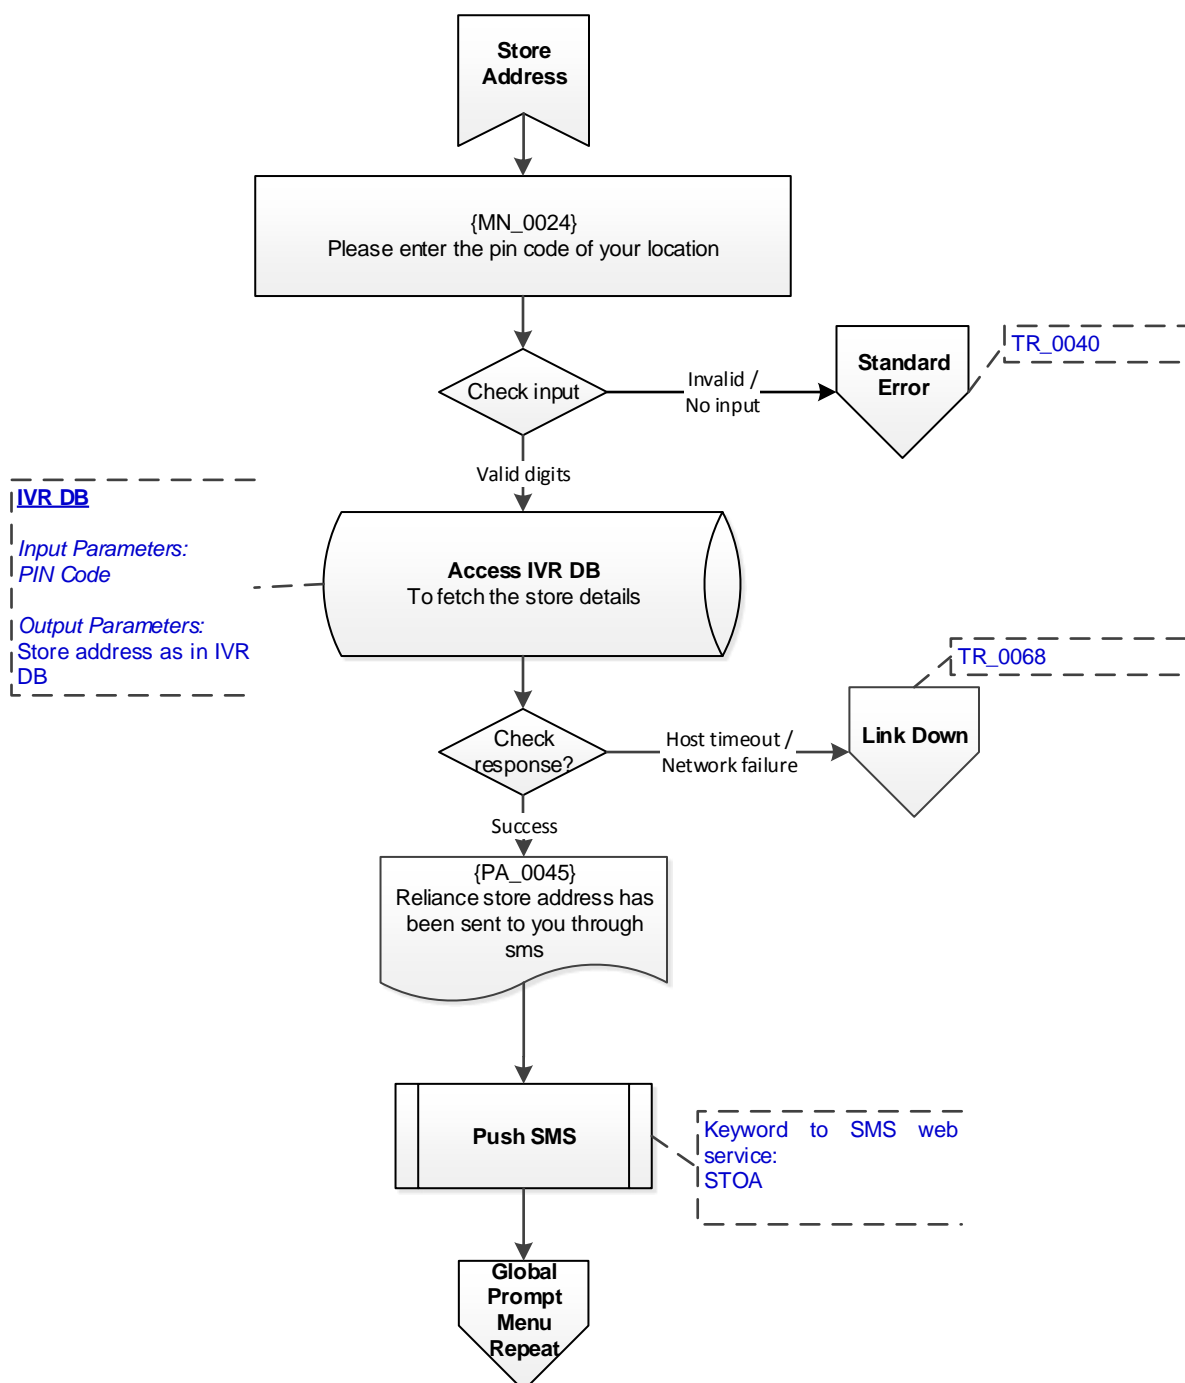 Store
Address
{MN_0024}
Please enter the pin code of your location
Check input
Invalid /
No input
Standard
Error
TR_0040
Valid digits
IVR DB
Input Parameters:
PIN Code
Output Parameters:
Store address as in IVR
DB
Access IVR DB
To fetch the store details
TR_0068
Check
response?
Host timeout /
Network failure
Link Down
Success
{PA_0045}
Reliance store address has
been sent to you through
sms
Push SMS
Keyword to SMS web
service:
STOA
Global
Prompt
Menu
Repeat